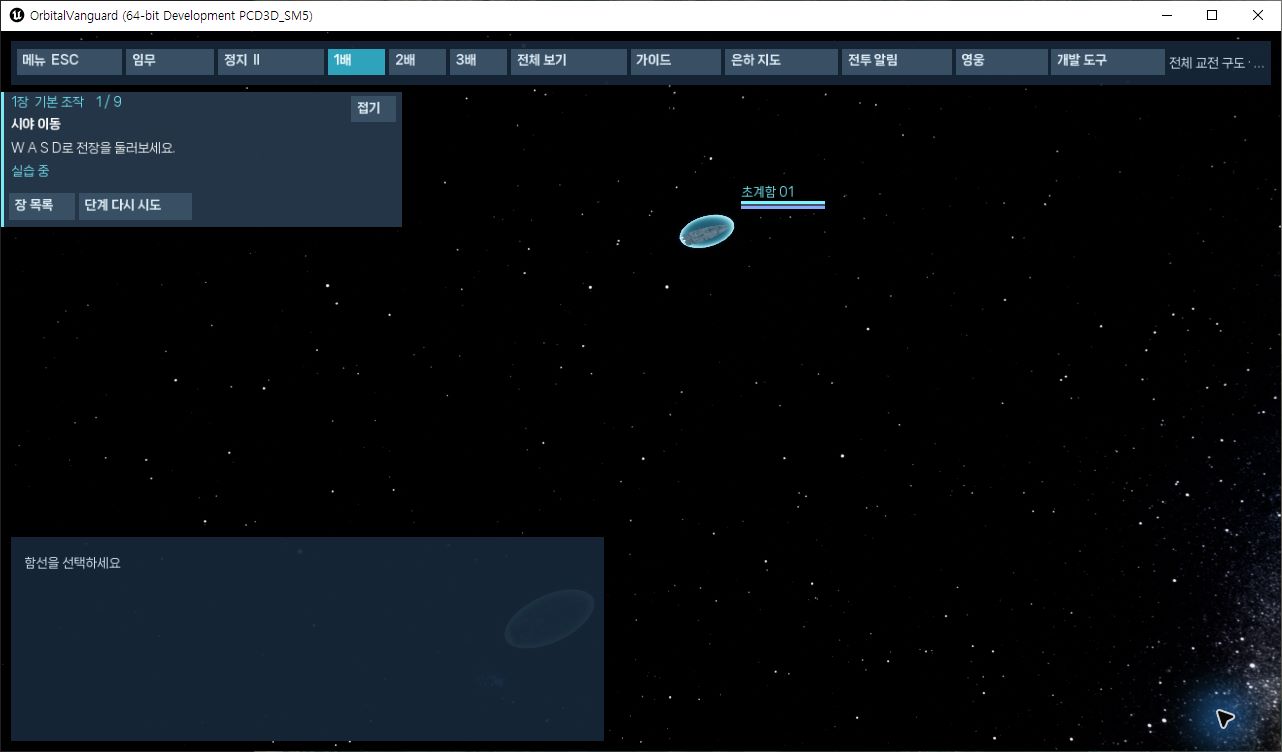 OrbitalVanguard (64-bit Development PCD3D_SM5)
메뉴 ESC 임무 정지 II 1배 2배 3배 전체 보기 가이드 은하 지도 전투 알림 영웅 개발 도구 전체 교전 구도 · ...
1장 기본 조작 1 / 9 접기
시야 이동
W A S D로 전장을 둘러보세요.
실습 중
장 목록 단계 다시 시도
초계함 01
함선을 선택하세요